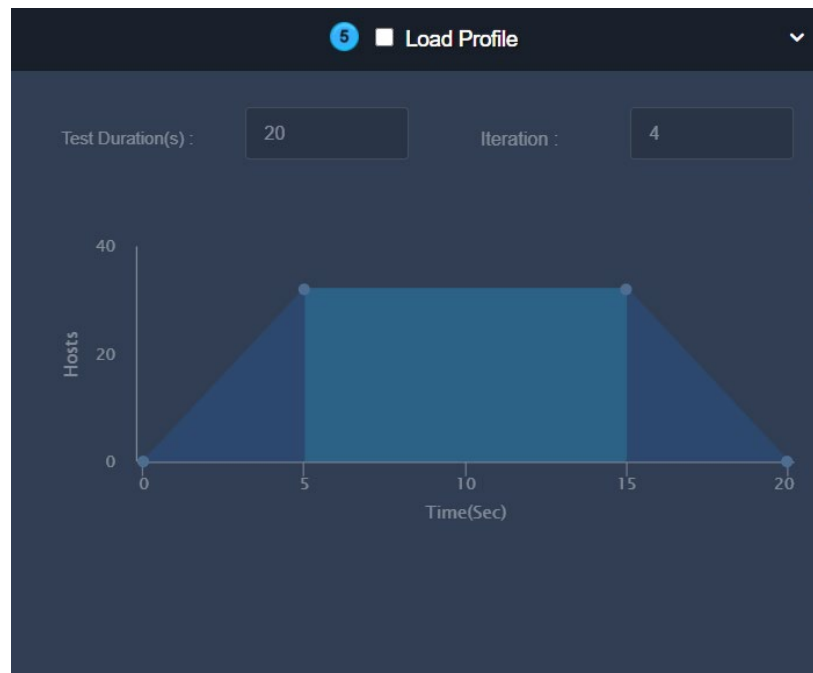 5 Load Profile
Test Duration(s) : 20 Iteration : 4
40
20
0
Hosts
0 5 10 15 20
Time(Sec)